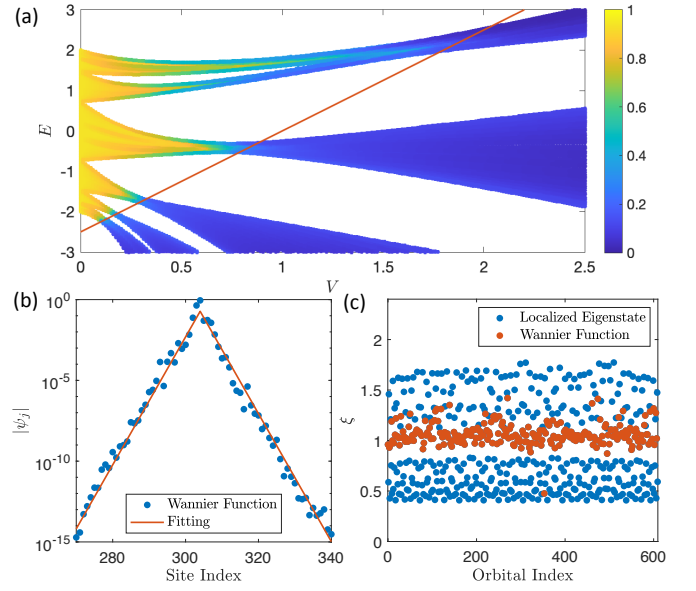 (a)
3
2
1
0
-1
-2
-3
E
0
0.5
1
1.5
2
2.5
V
1
0.8
0.6
0.4
0.2
0
(b)
10^0
10^-5
10^-10
10^-15
|ψ_j|
Wannier Function
Fitting
280
300
320
340
Site Index
(c)
Localized Eigenstate
Wannier Function
2
1.5
1
0.5
0
ξ
0
200
400
600
Orbital Index